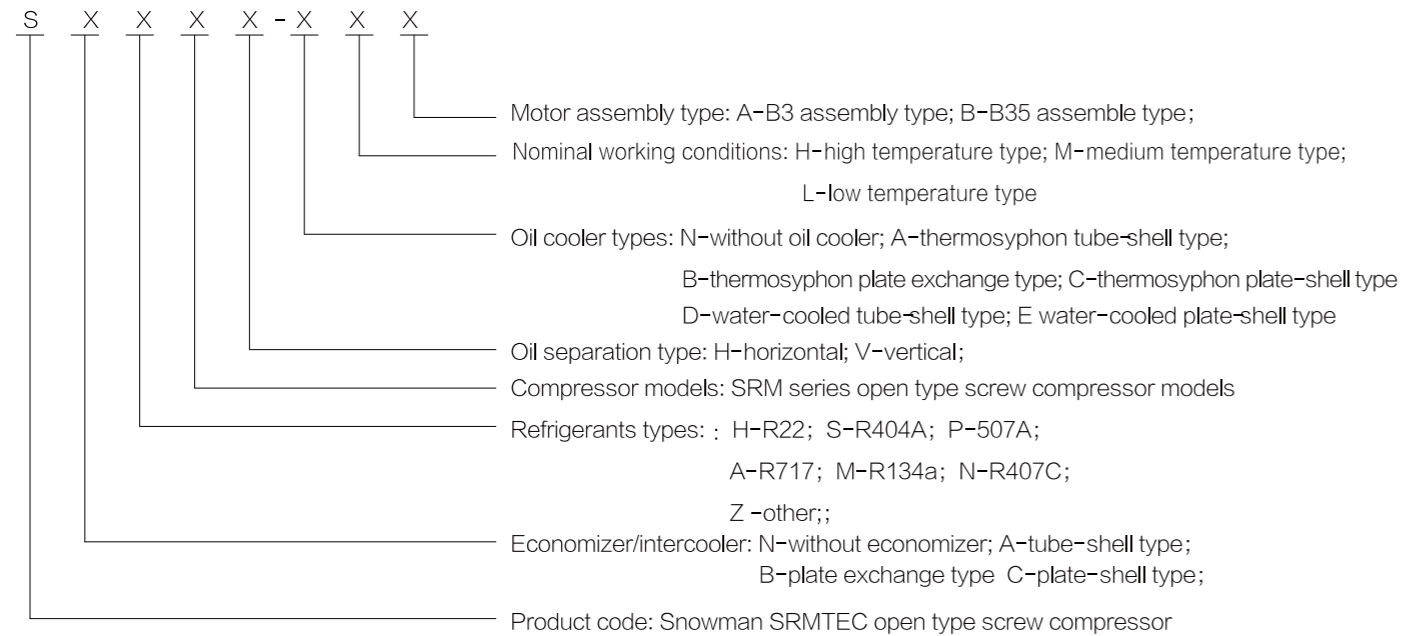 S X X X X - X X X
Motor assembly type: A-B3 assembly type; B-B35 assemble type;
Nominal working conditions: H-high temperature type; M-medium temperature type;
L-low temperature type
Oil cooler types: N-without oil cooler; A-thermosyphon tube-shell type;
B-thermosyphon plate exchange type; C-thermosyphon plate-shell type
D-water-cooled tube-shell type; E water-cooled plate-shell type
Oil separation type: H-horizontal; V-vertical;
Compressor models: SRM series open type screw compressor models
Refrigerants types: : H-R22; S-R404A; P-507A;
A-R717; M-R134a; N-R407C;
Z -other;;
Economizer/intercooler: N-without economizer; A-tube-shell type;
B-plate exchange type C-plate-shell type;
Product code: Snowman SRMTEC open type screw compressor